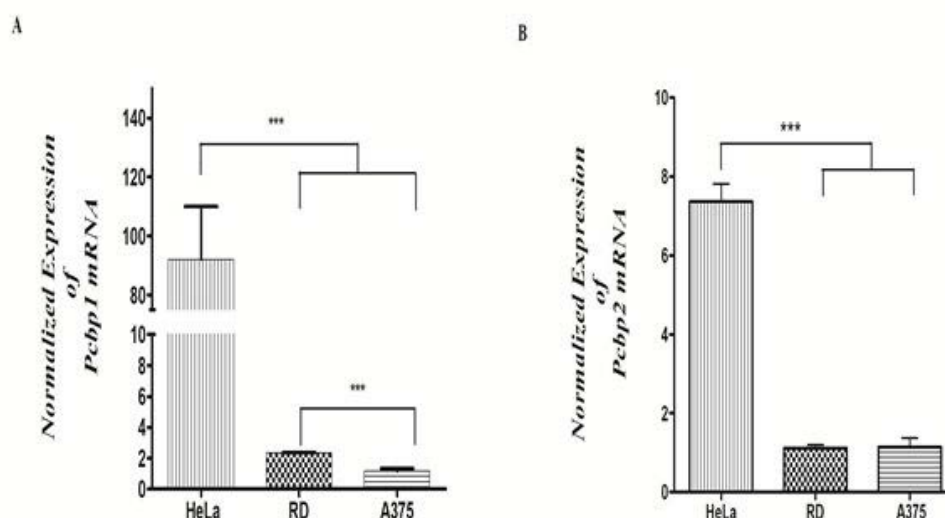 A
Normalized Expression
of
Pcbp1 mRNA
140
120
100
80
10
8
6
4
2
0
***
***
HeLa RD A375
B
Normalized Expression
of
Pcbp2 mRNA
10
8
6
4
2
0
***
HeLa RD A375